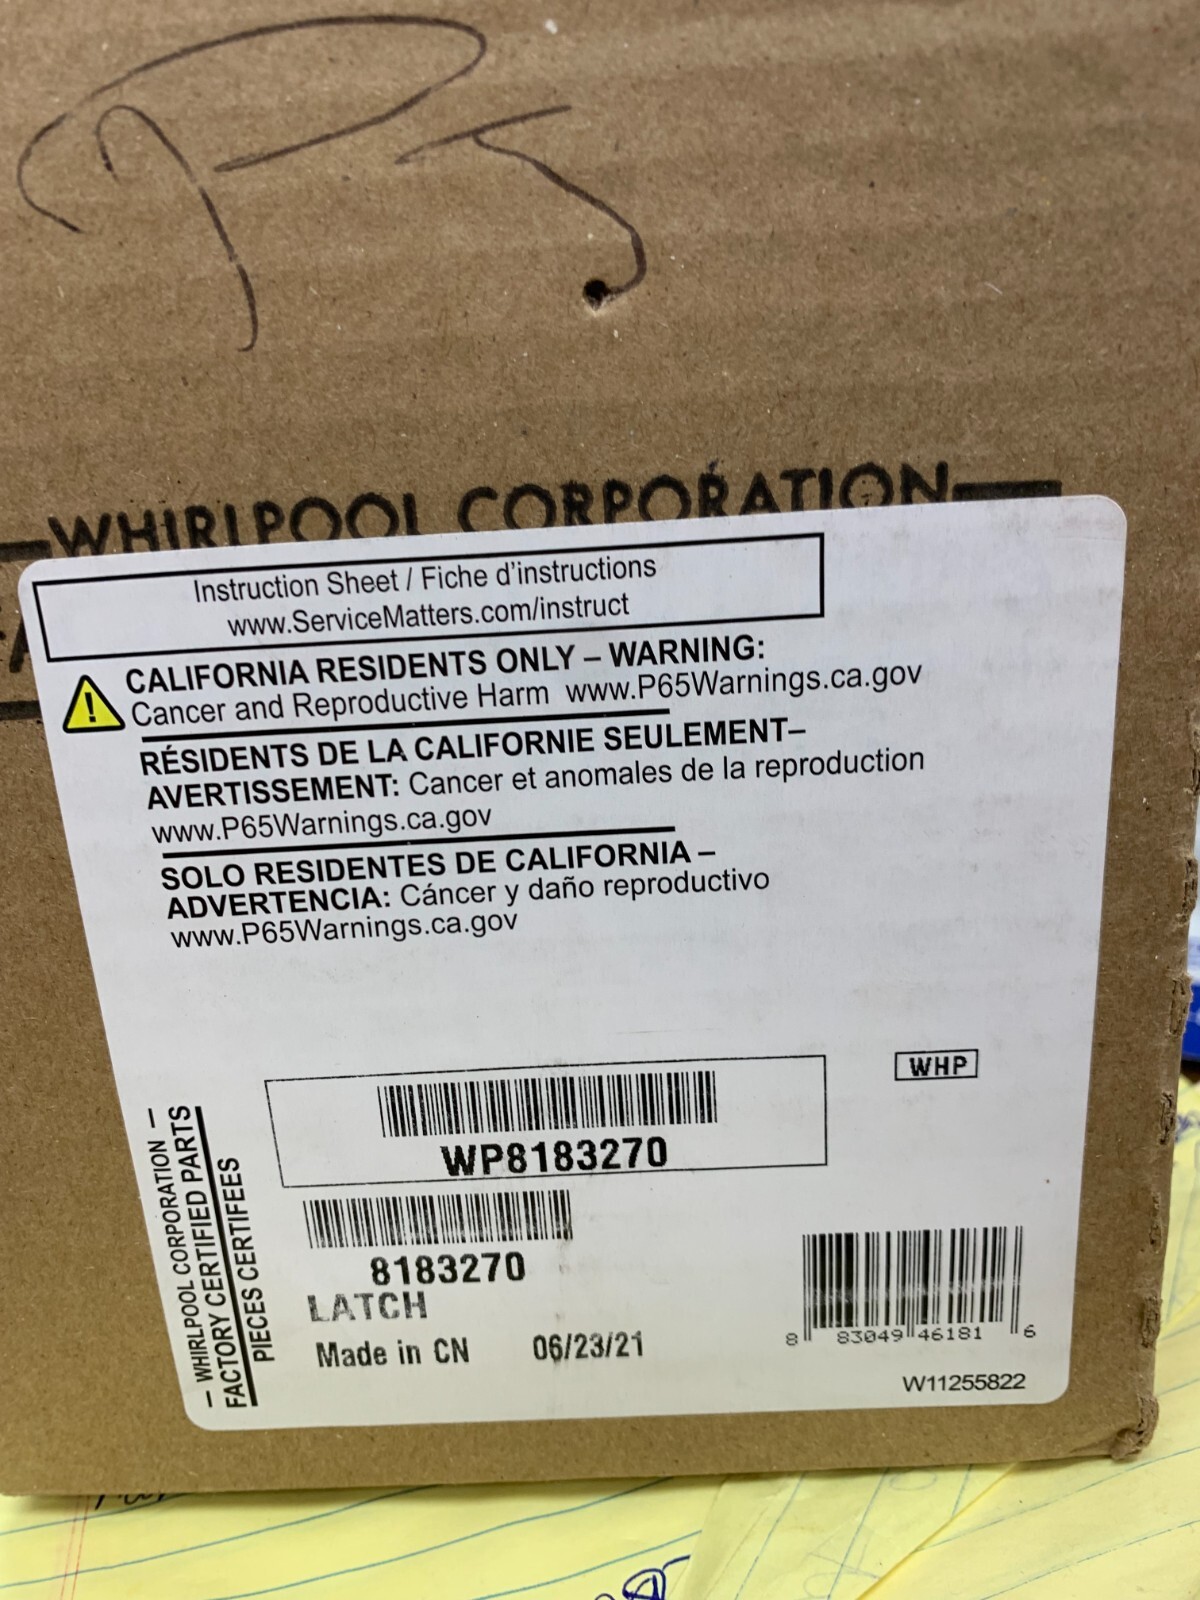 WHIRLPOOL CORPORATION
Instruction Sheet / Fiche d'instructions
www.ServiceMatters.com/instruct
CALIFORNIA RESIDENTS ONLY – WARNING:
Cancer and Reproductive Harm www.P65Warnings.ca.gov
RÉSIDENTS DE LA CALIFORNIE SEULEMENT–
AVERTISSEMENT: Cancer et anomales de la reproduction
www.P65Warnings.ca.gov
SOLO RESIDENTES DE CALIFORNIA –
ADVERTENCIA: Cáncer y daño reproductivo
www.P65Warnings.ca.gov
WHP
WP8183270
8183270
LATCH
Made in CN 06/23/21
– WHIRLPOOL CORPORATION –
FACTORY CERTIFIED PARTS
PIECES CERTIFEES
8 83049 46181 6
W11255822